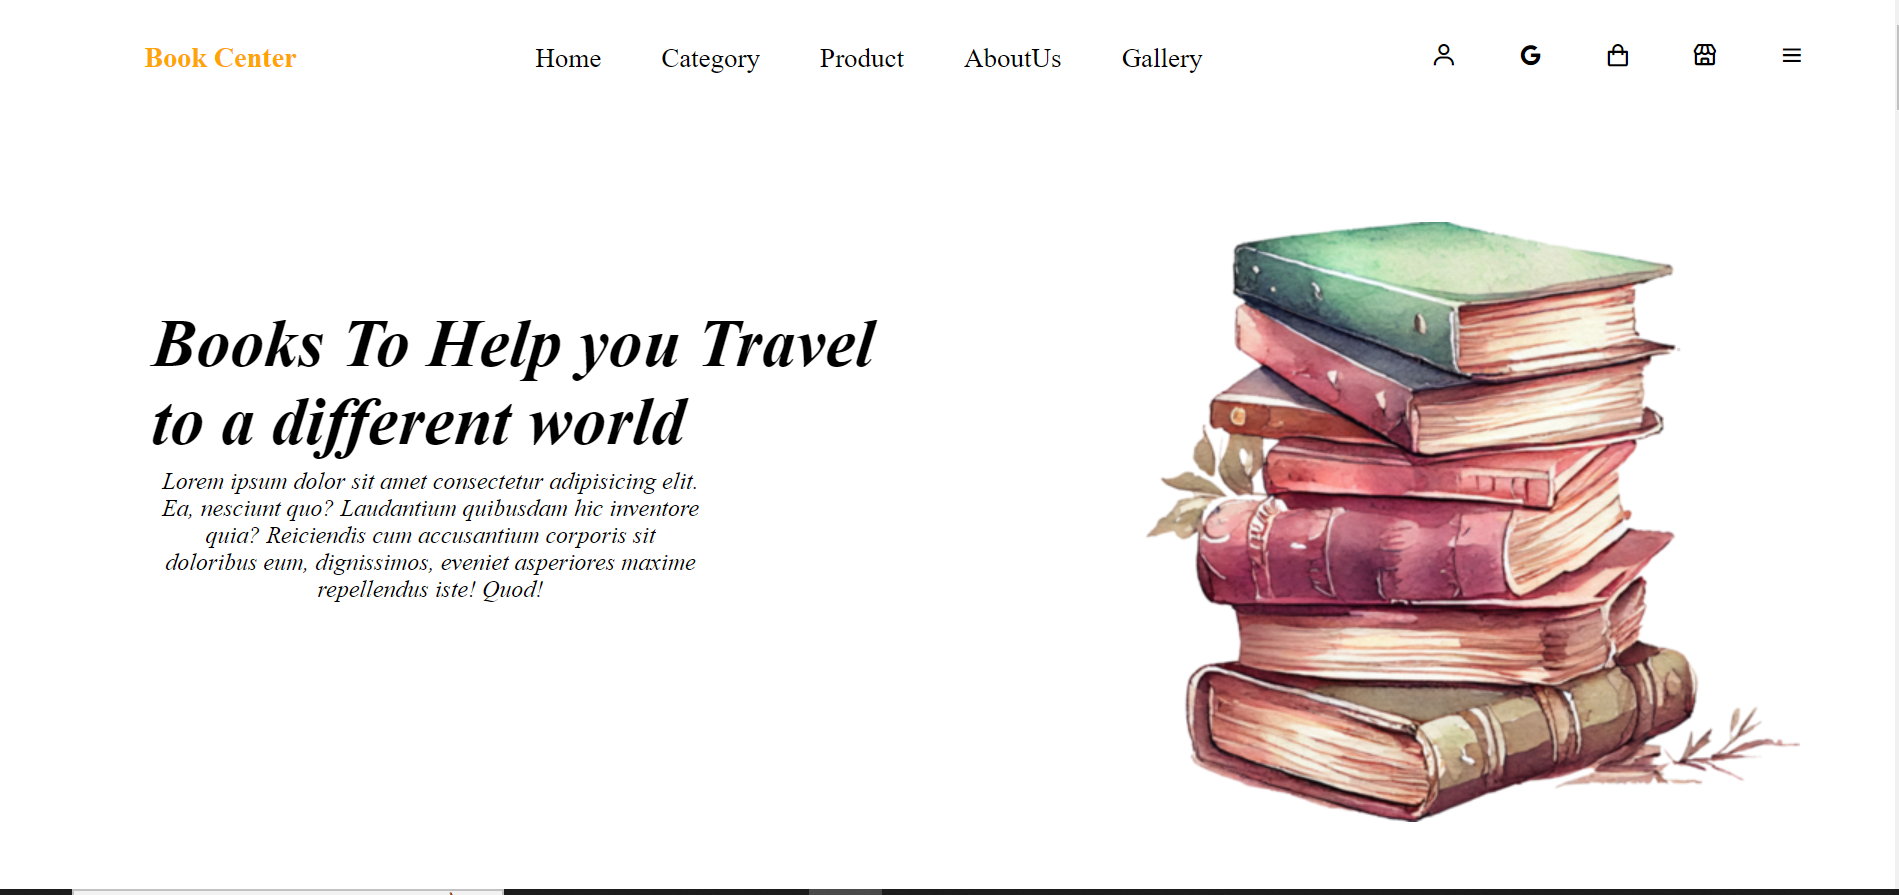 Book Center
Home Category Product AboutUs Gallery
Books To Help you Travel
to a different world
Lorem ipsum dolor sit amet consectetur adipisicing elit.
Ea, nesciunt quo? Laudantium quibusdam hic inventore
quia? Reiciendis cum accusantium corporis sit
doloribus eum, dignissimos, eveniet asperiores maxime
repellendus iste! Quod!